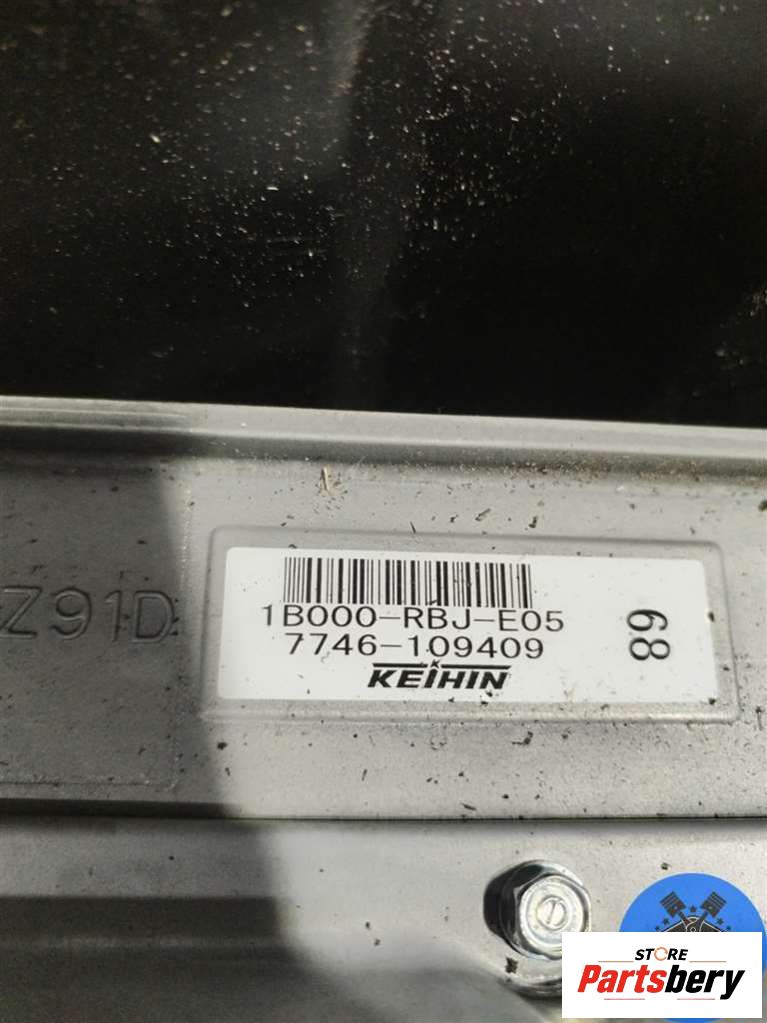 Z91D
1B000-RBJ-E05
7746-109409
KEIHIN
68
STORE
Partsbery